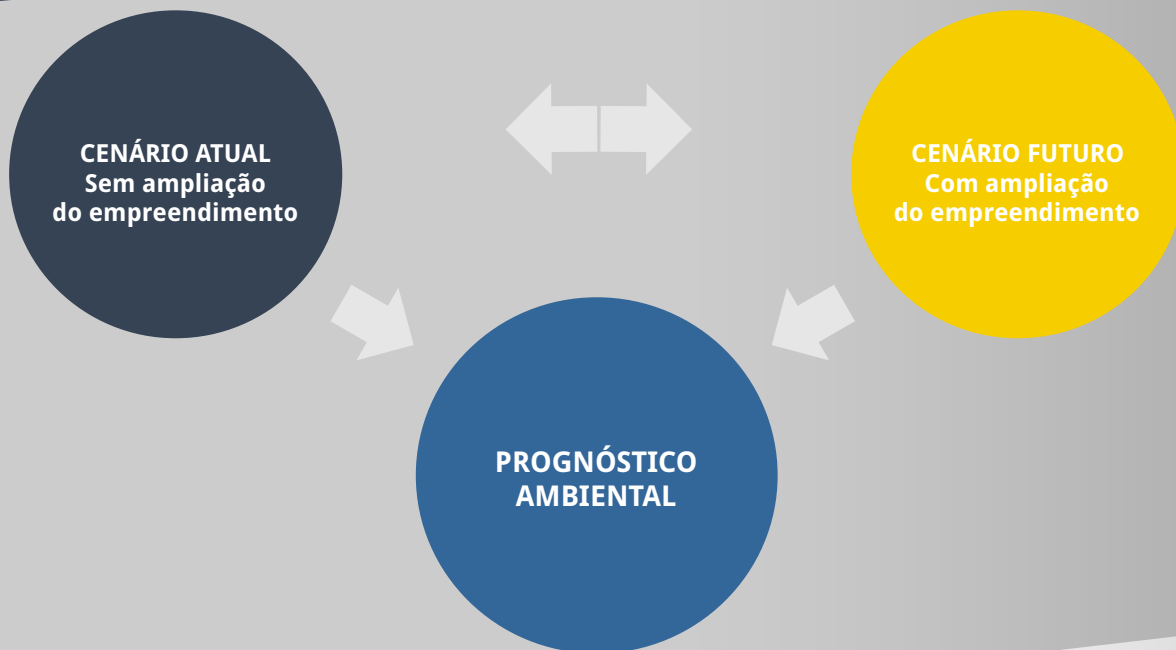 CENÁRIO ATUAL
Sem ampliação
do empreendimento
CENÁRIO FUTURO
Com ampliação
do empreendimento
PROGNÓSTICO
AMBIENTAL